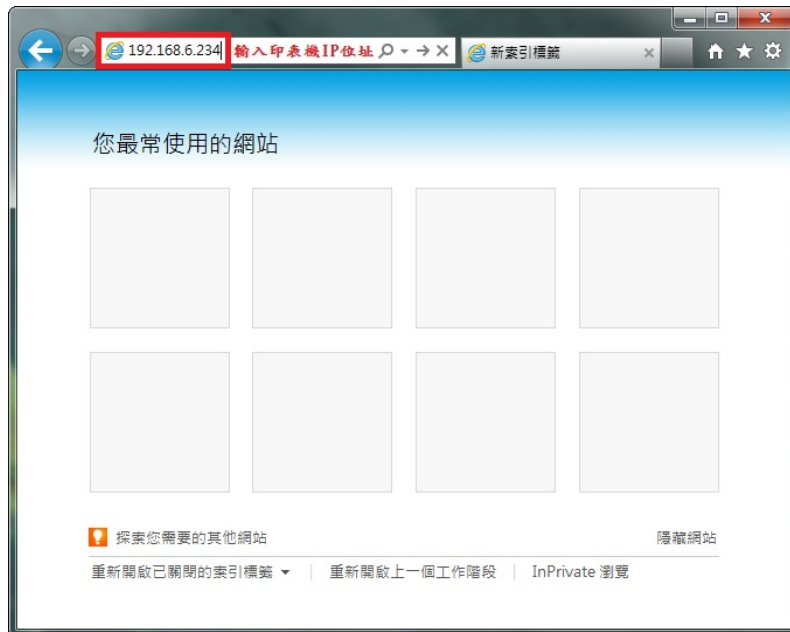 192.168.6.234 輸入印表機IP位址 新索引標籤
您最常使用的網站
探索您需要的其他網站 隱藏網站
重新開啟已關閉的索引標籤 重新開啟上一個工作階段 InPrivate 瀏覽